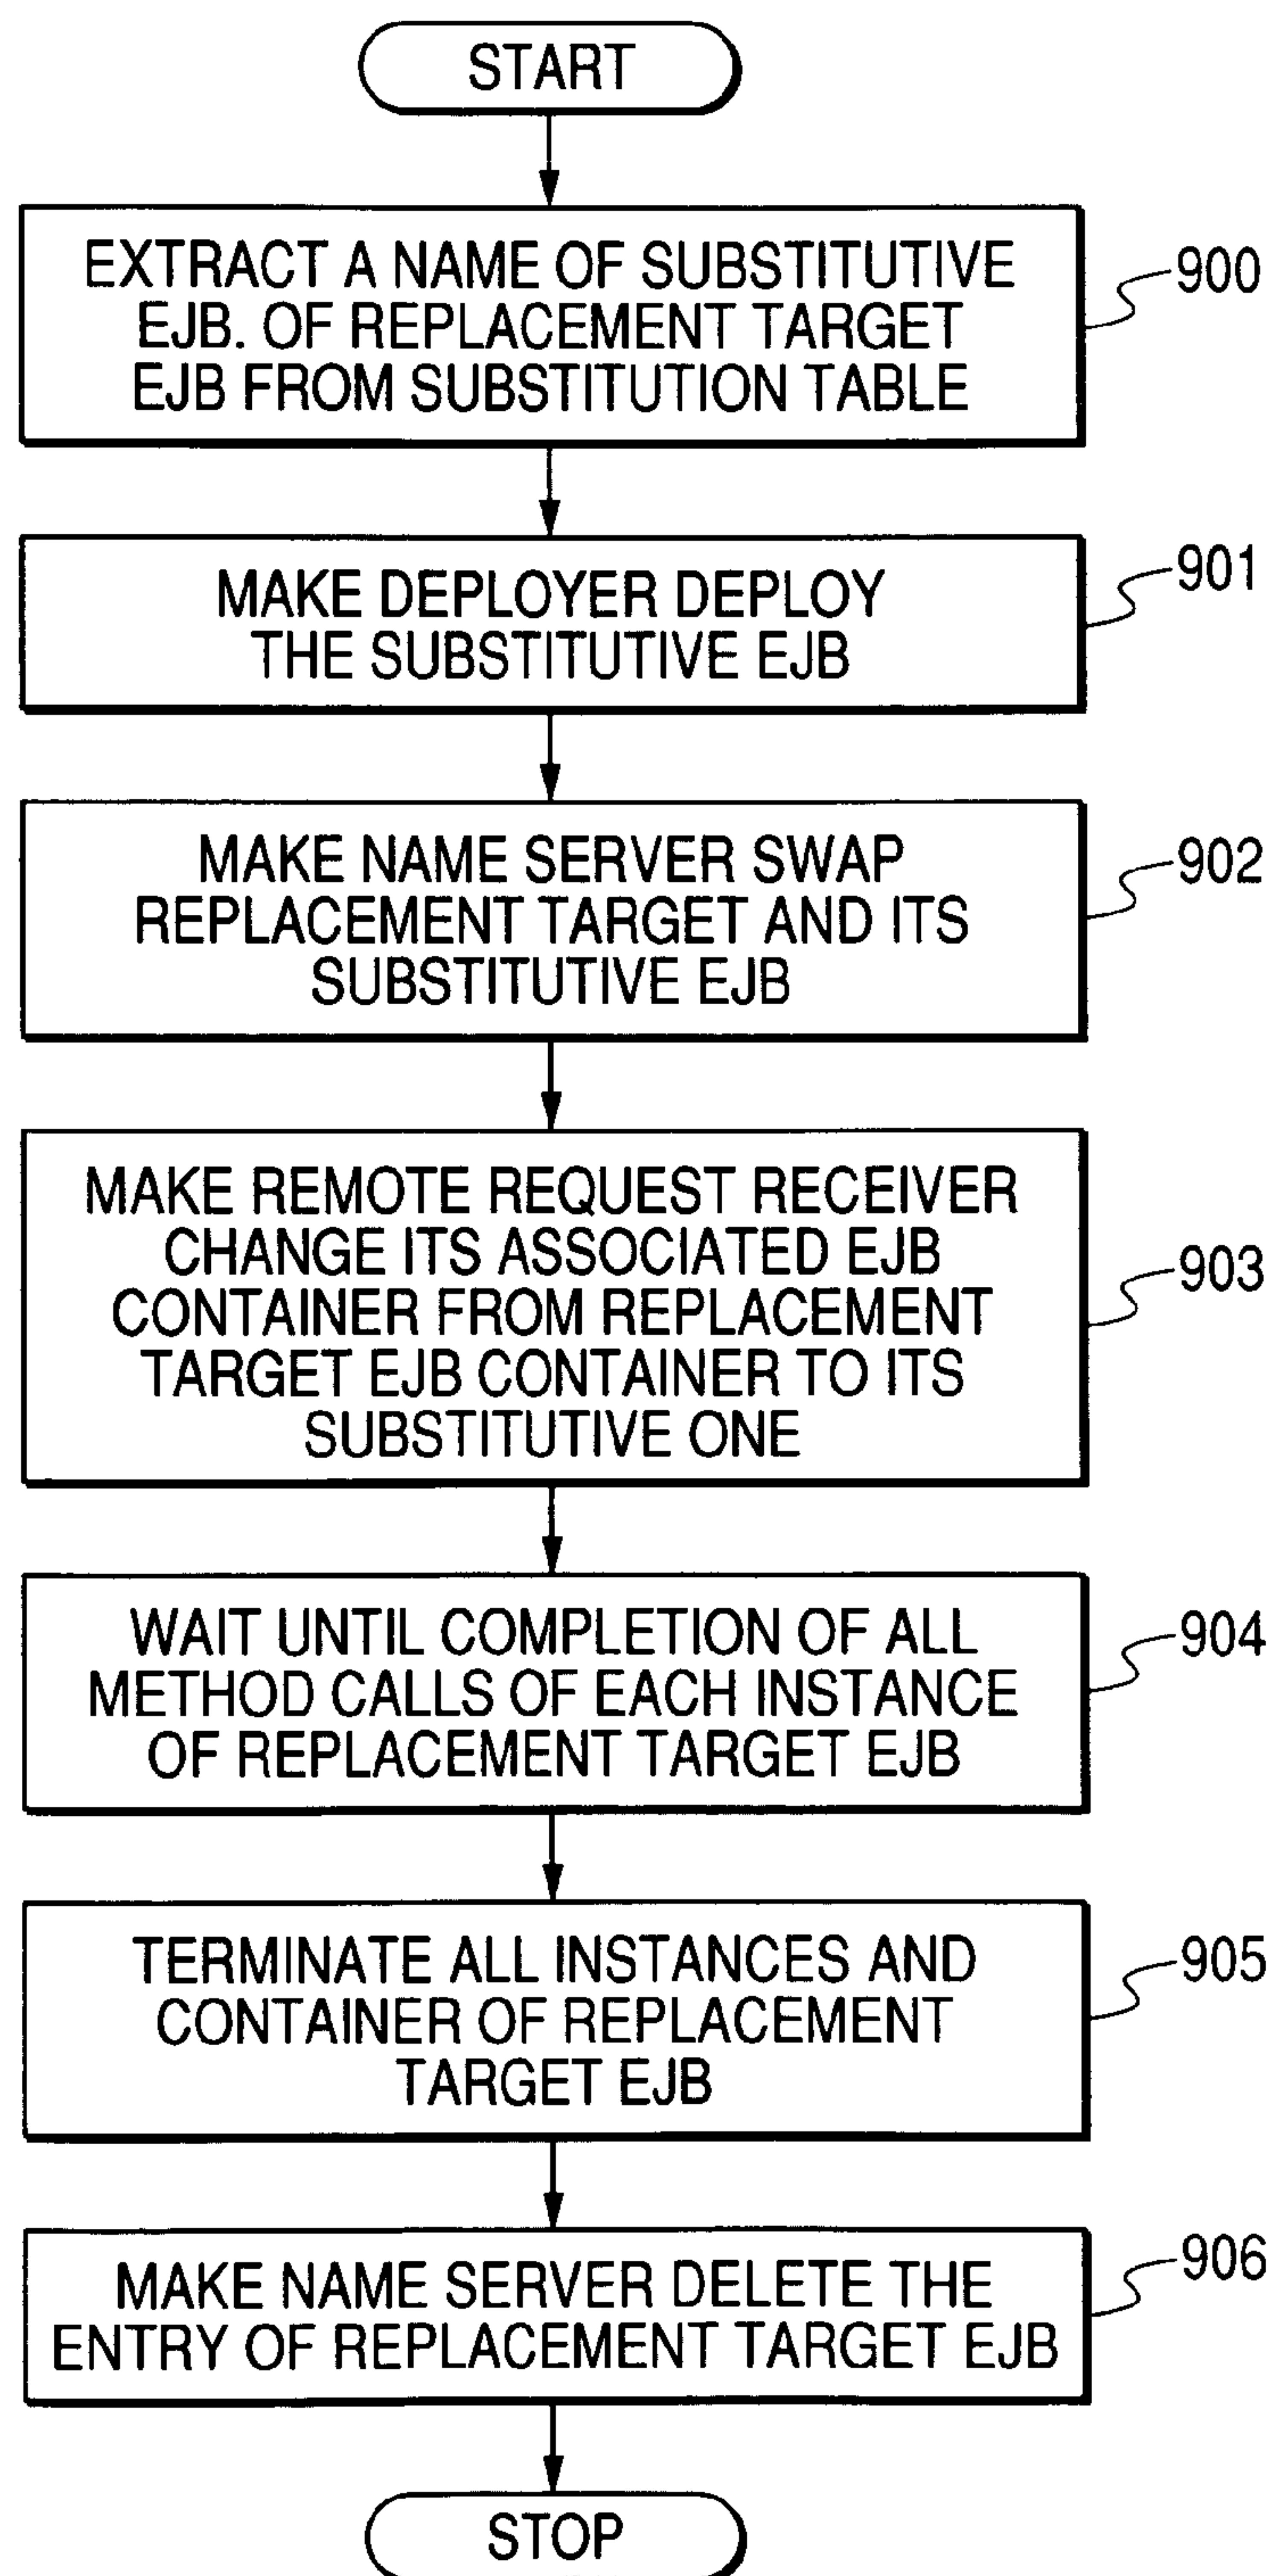 START
EXTRACT A NAME OF SUBSTITUTIVE
EJB. OF REPLACEMENT TARGET
EJB FROM SUBSTITUTION TABLE
900
MAKE DEPLOYER DEPLOY
THE SUBSTITUTIVE EJB
901
MAKE NAME SERVER SWAP
REPLACEMENT TARGET AND ITS
SUBSTITUTIVE EJB
902
MAKE REMOTE REQUEST RECEIVER
CHANGE ITS ASSOCIATED EJB
CONTAINER FROM REPLACEMENT
TARGET EJB CONTAINER TO ITS
SUBSTITUTIVE ONE
903
WAIT UNTIL COMPLETION OF ALL
METHOD CALLS OF EACH INSTANCE
OF REPLACEMENT TARGET EJB
904
TERMINATE ALL INSTANCES AND
CONTAINER OF REPLACEMENT
TARGET EJB
905
MAKE NAME SERVER DELETE THE
ENTRY OF REPLACEMENT TARGET EJB
906
STOP